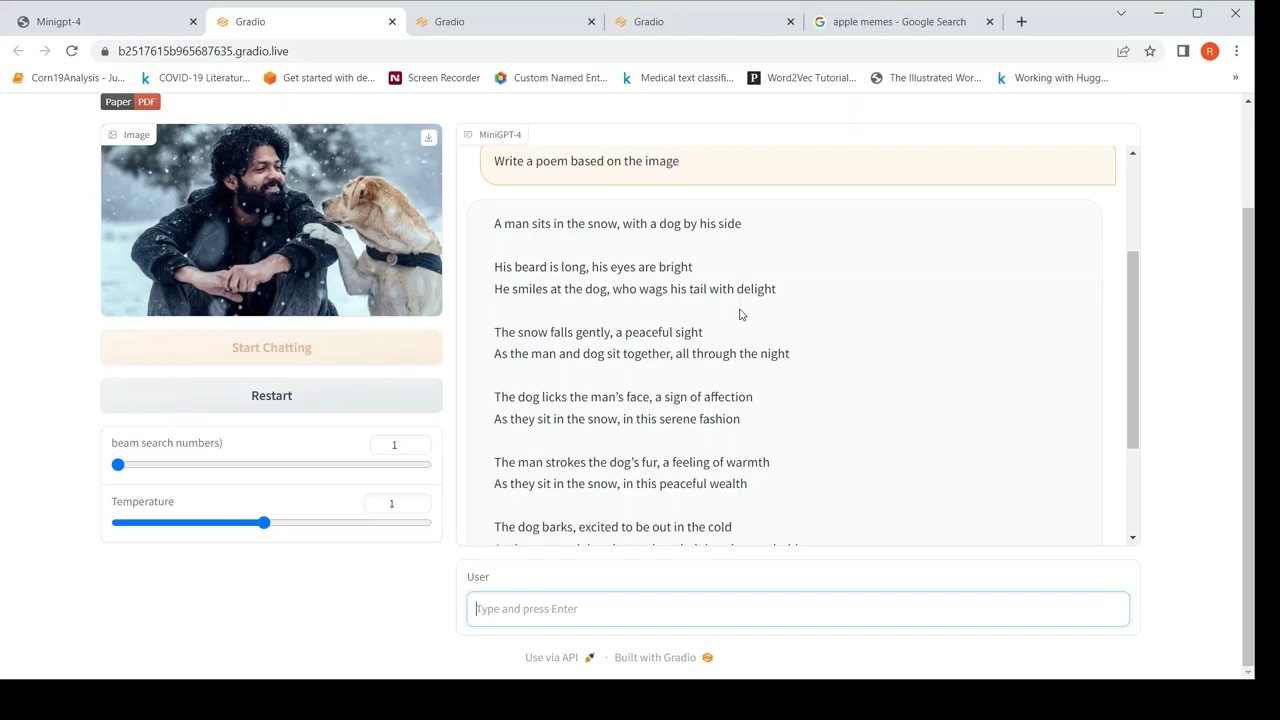 Minigpt-4
Gradio
Gradio
Gradio
apple memes - Google Search
b2517615b965687635.gradio.live
R
Corn19Analysis - Ju...
COVID-19 Literatur...
Get started with de...
Screen Recorder
Custom Named Ent...
Medical text classifi...
Word2Vec Tutorial...
The Illustrated Wor...
Working with Hugg...
Paper PDF
Image
MiniGPT-4
Write a poem based on the image
A man sits in the snow, with a dog by his side
His beard is long, his eyes are bright
He smiles at the dog, who wags his tail with delight
The snow falls gently, a peaceful sight
As the man and dog sit together, all through the night
The dog licks the man's face, a sign of affection
As they sit in the snow, in this serene fashion
The man strokes the dog's fur, a feeling of warmth
As they sit in the snow, in this peaceful wealth
The dog barks, excited to be out in the cold
Start Chatting
Restart
beam search numbers)
1
Temperature
1
User
Type and press Enter
Use via API · Built with Gradio